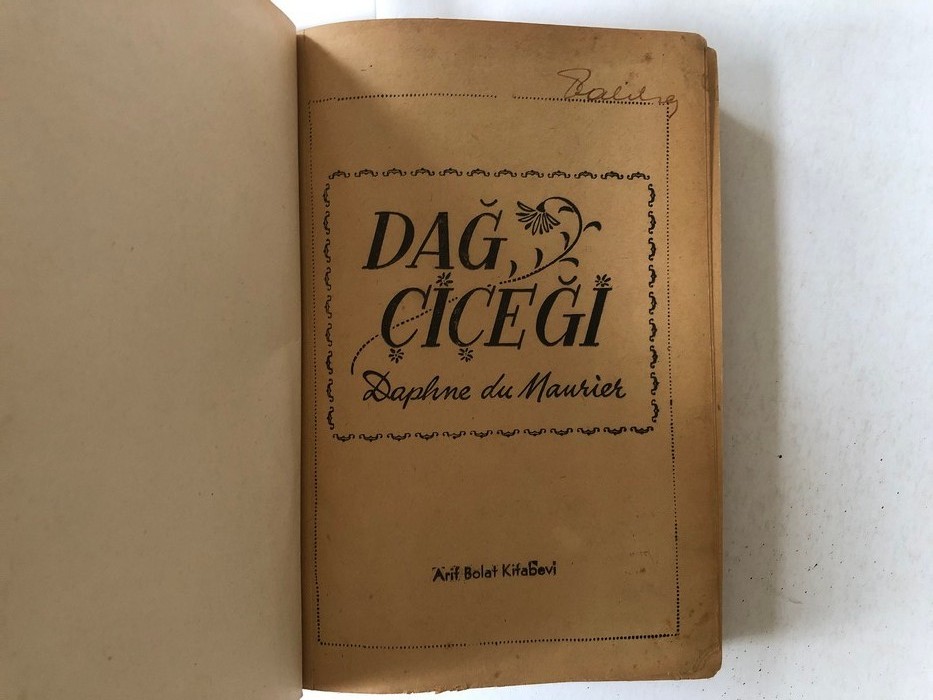 DAĞ
ÇİÇEĞİ
Daphne du Maurier
Arif Bolat Kitabevi